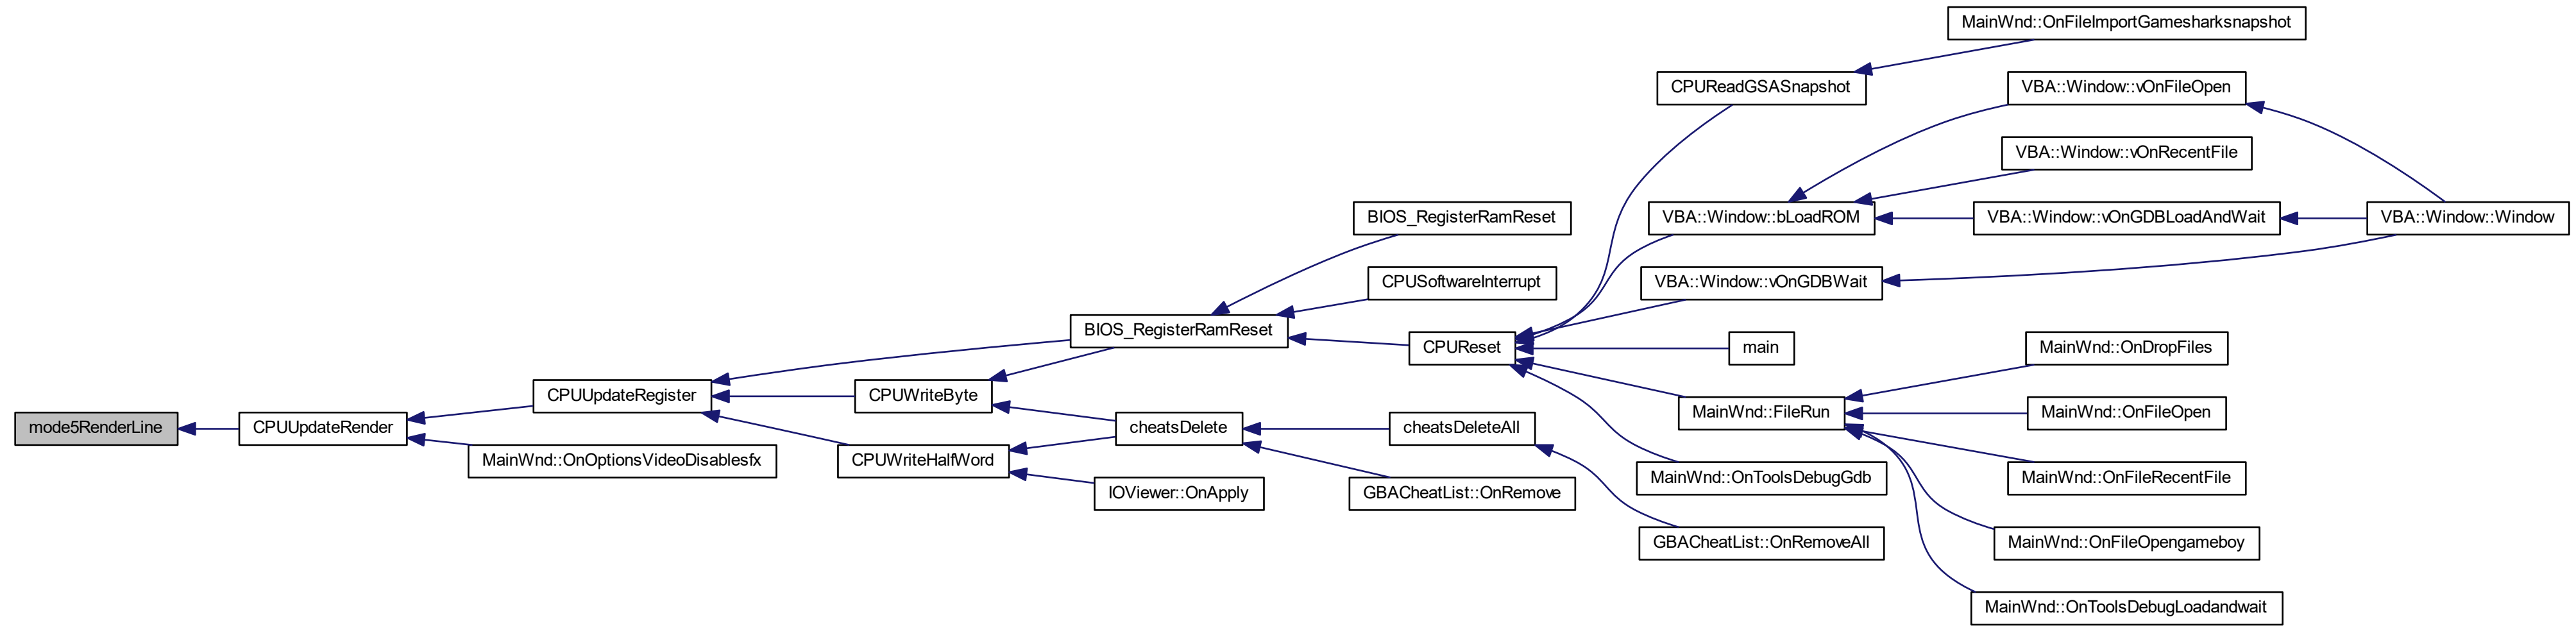 MainWnd::OnFileImportGamesharksnapshot
CPUReadGSASnapshot
VBA::Window::vOnFileOpen
VBA::Window::vOnRecentFile
BIOS_RegisterRamReset
VBA::Window::bLoadROM
VBA::Window::vOnGDBLoadAndWait
VBA::Window::Window
CPUSoftwareInterrupt
VBA::Window::vOnGDBWait
BIOS_RegisterRamReset
CPUReset
main
MainWnd::OnDropFiles
CPUUpdateRegister
CPUWriteByte
MainWnd::FileRun
MainWnd::OnFileOpen
mode5RenderLine
CPUUpdateRender
cheatsDelete
cheatsDeleteAll
MainWnd::OnOptionsVideoDisablesfx
CPUWriteHalfWord
MainWnd::OnToolsDebugGdb
MainWnd::OnFileRecentFile
IOViewer::OnApply
GBACheatList::OnRemove
GBACheatList::OnRemoveAll
MainWnd::OnFileOpengameboy
MainWnd::OnToolsDebugLoadandwait